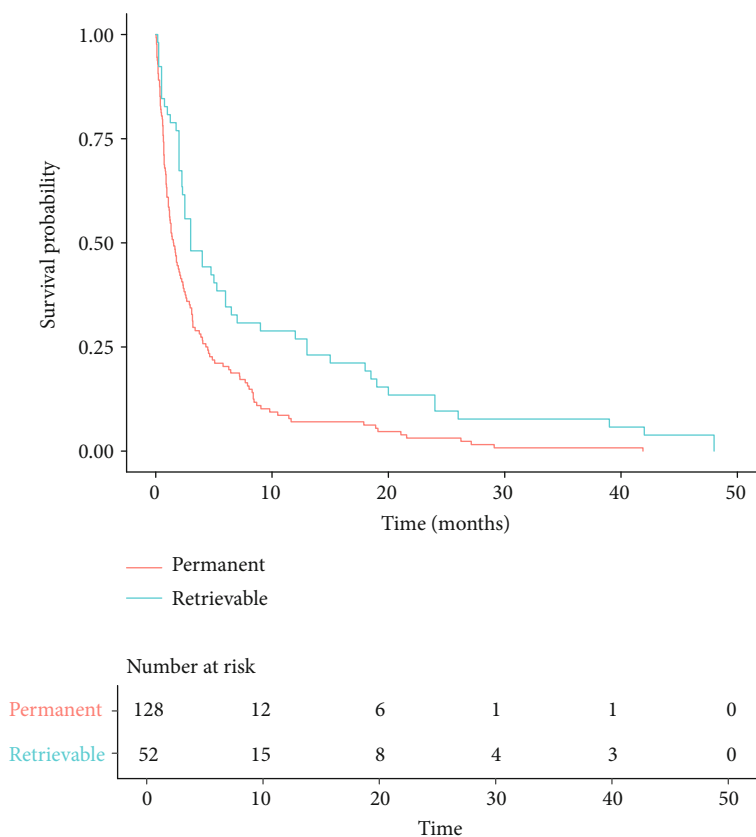 1.00
0.75
0.50
0.25
0.00
Survival probability
0 10 20 30 40 50
Time (months)
Permanent
Retrievable
Number at risk
Permanent 128 12 6 1 1 0
Retrievable 52 15 8 4 3 0
0 10 20 30 40 50
Time